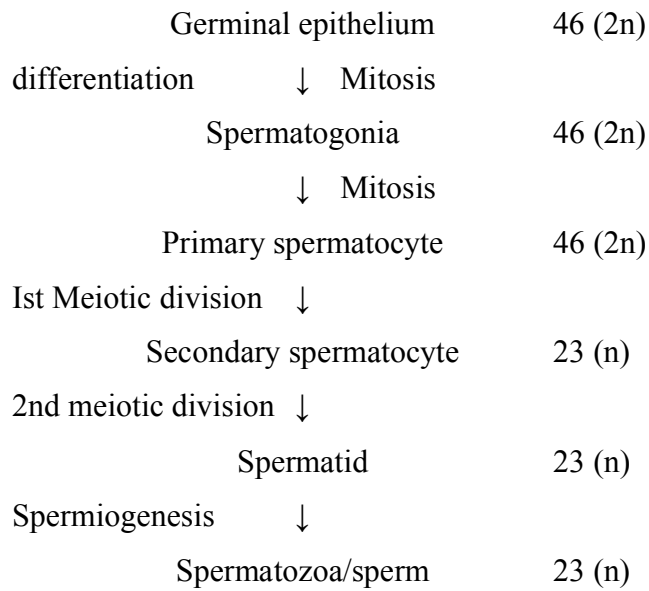 Germinal epithelium 46 (2n)
differentiation ↓ Mitosis
Spermatogonia 46 (2n)
↓ Mitosis
Primary spermatocyte 46 (2n)
Ist Meiotic division ↓
Secondary spermatocyte 23 (n)
2nd meiotic division ↓
Spermatid 23 (n)
Spermiogenesis ↓
Spermatozoa/sperm 23 (n)